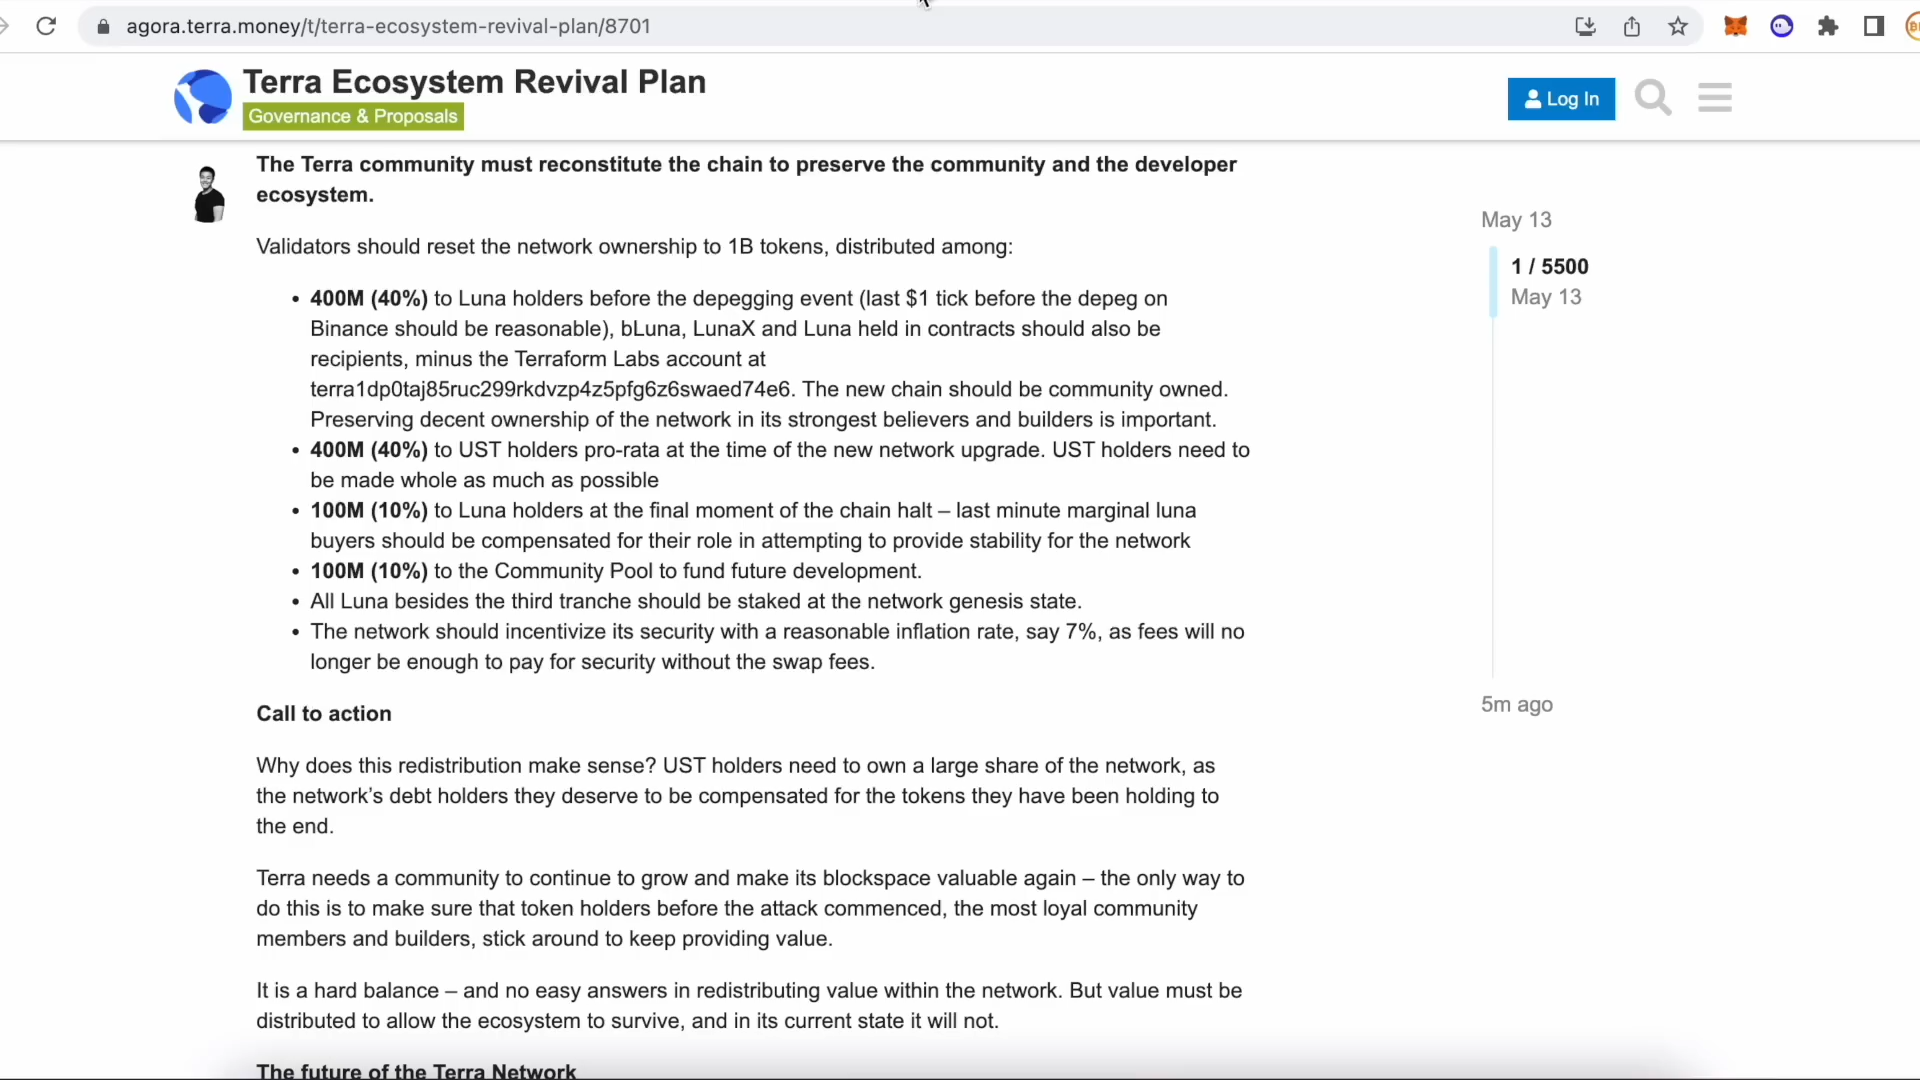 agora.terra.money/t/terra-ecosystem-revival-plan/8701
Terra Ecosystem Revival Plan
Governance & Proposals
Log In
The Terra community must reconstitute the chain to preserve the community and the developer
ecosystem.
Validators should reset the network ownership to 1B tokens, distributed among:
• 400M (40%) to Luna holders before the depegging event (last $1 tick before the depeg on
Binance should be reasonable), bLuna, LunaX and Luna held in contracts should also be
recipients, minus the Terraform Labs account at
terra1dp0taj85ruc299rkdvzp4z5pfg6z6swaed74e6. The new chain should be community owned.
Preserving decent ownership of the network in its strongest believers and builders is important.
• 400M (40%) to UST holders pro-rata at the time of the new network upgrade. UST holders need to
be made whole as much as possible
• 100M (10%) to Luna holders at the final moment of the chain halt – last minute marginal luna
buyers should be compensated for their role in attempting to provide stability for the network
• 100M (10%) to the Community Pool to fund future development.
• All Luna besides the third tranche should be staked at the network genesis state.
• The network should incentivize its security with a reasonable inflation rate, say 7%, as fees will no
longer be enough to pay for security without the swap fees.
Call to action
Why does this redistribution make sense? UST holders need to own a large share of the network, as
the network’s debt holders they deserve to be compensated for the tokens they have been holding to
the end.
Terra needs a community to continue to grow and make its blockspace valuable again – the only way to
do this is to make sure that token holders before the attack commenced, the most loyal community
members and builders, stick around to keep providing value.
It is a hard balance – and no easy answers in redistributing value within the network. But value must be
distributed to allow the ecosystem to survive, and in its current state it will not.
The future of the Terra Network
May 13
1 / 5500
May 13
5m ago